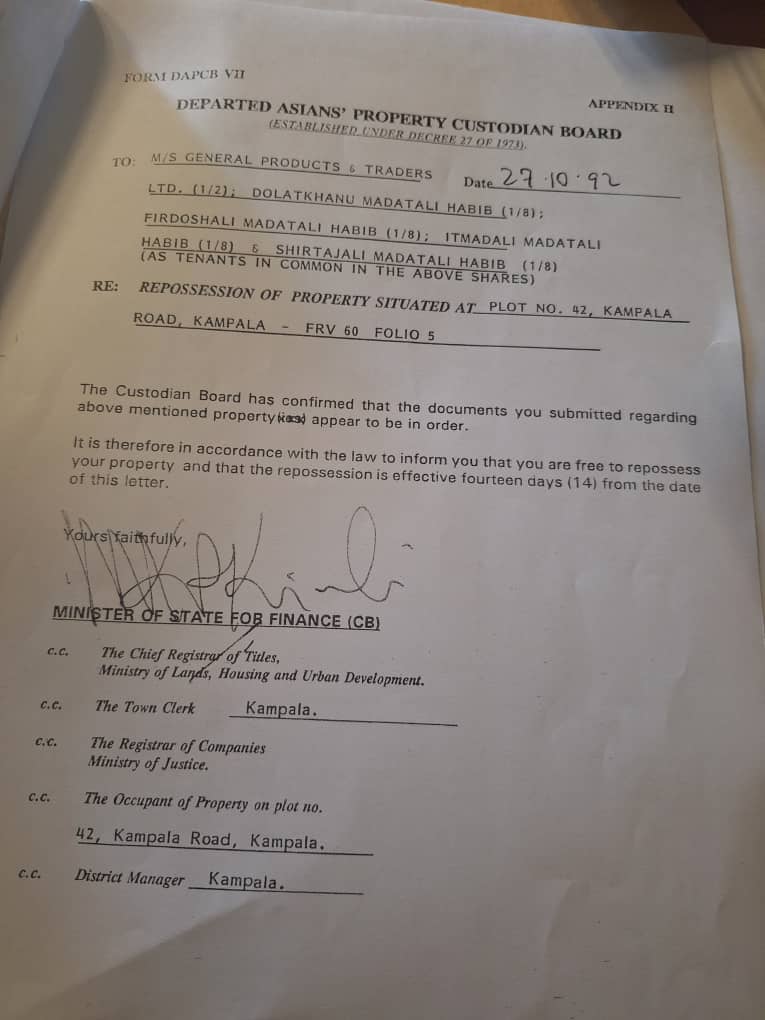 FORM DAPCB VII
APPENDIX II
DEPARTED ASIANS' PROPERTY CUSTODIAN BOARD
(ESTABLISHED UNDER DECREE 27 OF 1973).
TO: M/S GENERAL PRODUCTS & TRADERS
Date 27·10·92
LTD. (1/2); DOLATKHANU MADATALI HABIB (1/8);
FIRDOSHALI MADATALI HABIB (1/8); ITMADALI MADATALI
HABIB (1/8) & SHIRTAJALI MADATALI HABIB (1/8)
(AS TENANTS IN COMMON IN THE ABOVE SHARES)
RE: REPOSSESSION OF PROPERTY SITUATED AT PLOT NO. 42, KAMPALA
ROAD, KAMPALA - FRV 60 FOLIO 5
The Custodian Board has confirmed that the documents you submitted regarding
above mentioned property(ies) appear to be in order.
It is therefore in accordance with the law to inform you that you are free to repossess
your property and that the repossession is effective fourteen days (14) from the date
of this letter.
Yours faithfully,
MINISTER OF STATE FOR FINANCE (CB)
c.c. The Chief Registrar of Titles,
Ministry of Lands, Housing and Urban Development.
c.c. The Town Clerk Kampala.
c.c. The Registrar of Companies
Ministry of Justice.
c.c. The Occupant of Property on plot no.
42, Kampala Road, Kampala.
c.c. District Manager Kampala.